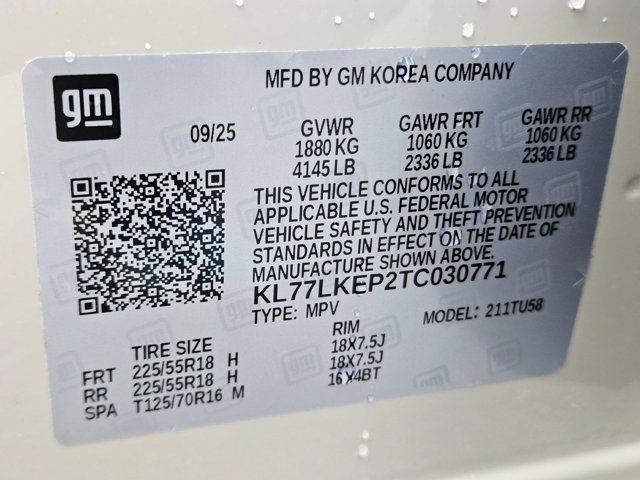 gm
MFD BY GM KOREA COMPANY
09/25
GVWR
1880 KG
4145 LB
GAWR FRT
1060 KG
2336 LB
GAWR RR
1060 KG
2336 LB
THIS VEHICLE CONFORMS TO ALL
APPLICABLE U.S. FEDERAL MOTOR
VEHICLE SAFETY AND THEFT PREVENTION
STANDARDS IN EFFECT ON THE DATE OF
MANUFACTURE SHOWN ABOVE.
KL77LKEP2TC030771
TYPE: MPV
MODEL: 211TU58
TIRE SIZE
RIM
FRT 225/55R18 H 18X7.5J
RR 225/55R18 H 18X7.5J
SPA T125/70R16 M 16X4BT